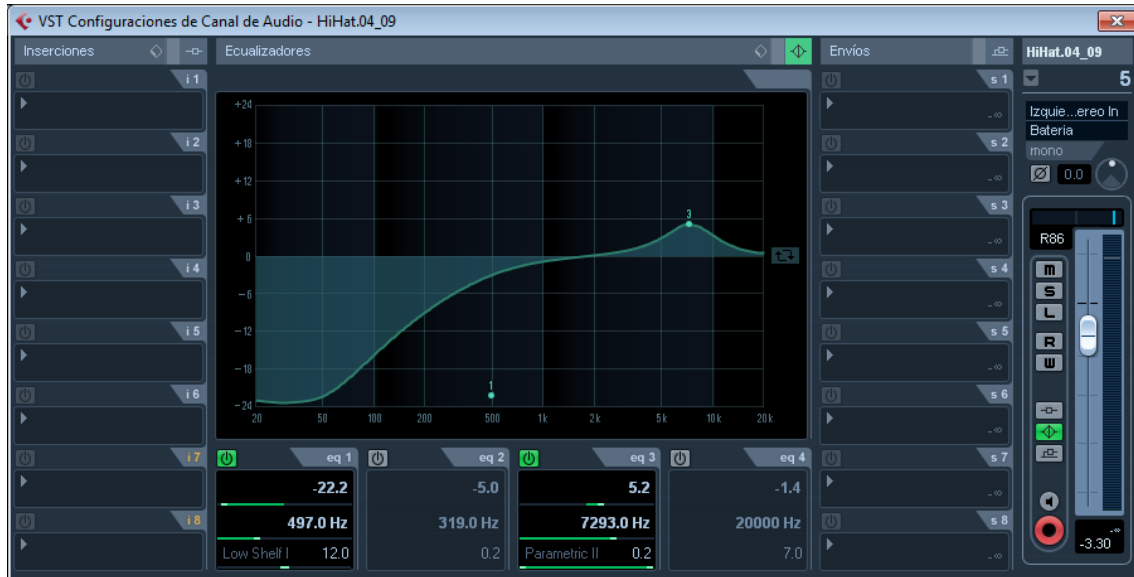 VST Configuraciones de Canal de Audio - HiHat.04_09
Inserciones
i 1
i 2
i 3
i 4
i 5
i 6
i 7
i 8
Ecualizadores
+24
+18
+12
+6
0
-6
-12
-18
-24
20 50 100 200 500 1k 2k 5k 10k 20k
1
3
eq 1
-22.2
497.0 Hz
Low Shelf I 12.0
eq 2
-5.0
319.0 Hz
0.2
eq 3
5.2
7293.0 Hz
Parametric II 0.2
eq 4
-1.4
20000 Hz
7.0
Envíos
s 1
-∞
s 2
-∞
s 3
-∞
s 4
-∞
s 5
-∞
s 6
-∞
s 7
-∞
s 8
-∞
HiHat.04_09
5
Izquie...ereo In
Bateria
mono
0.0
R86
m
S
L
R
W
-∞
-3.30